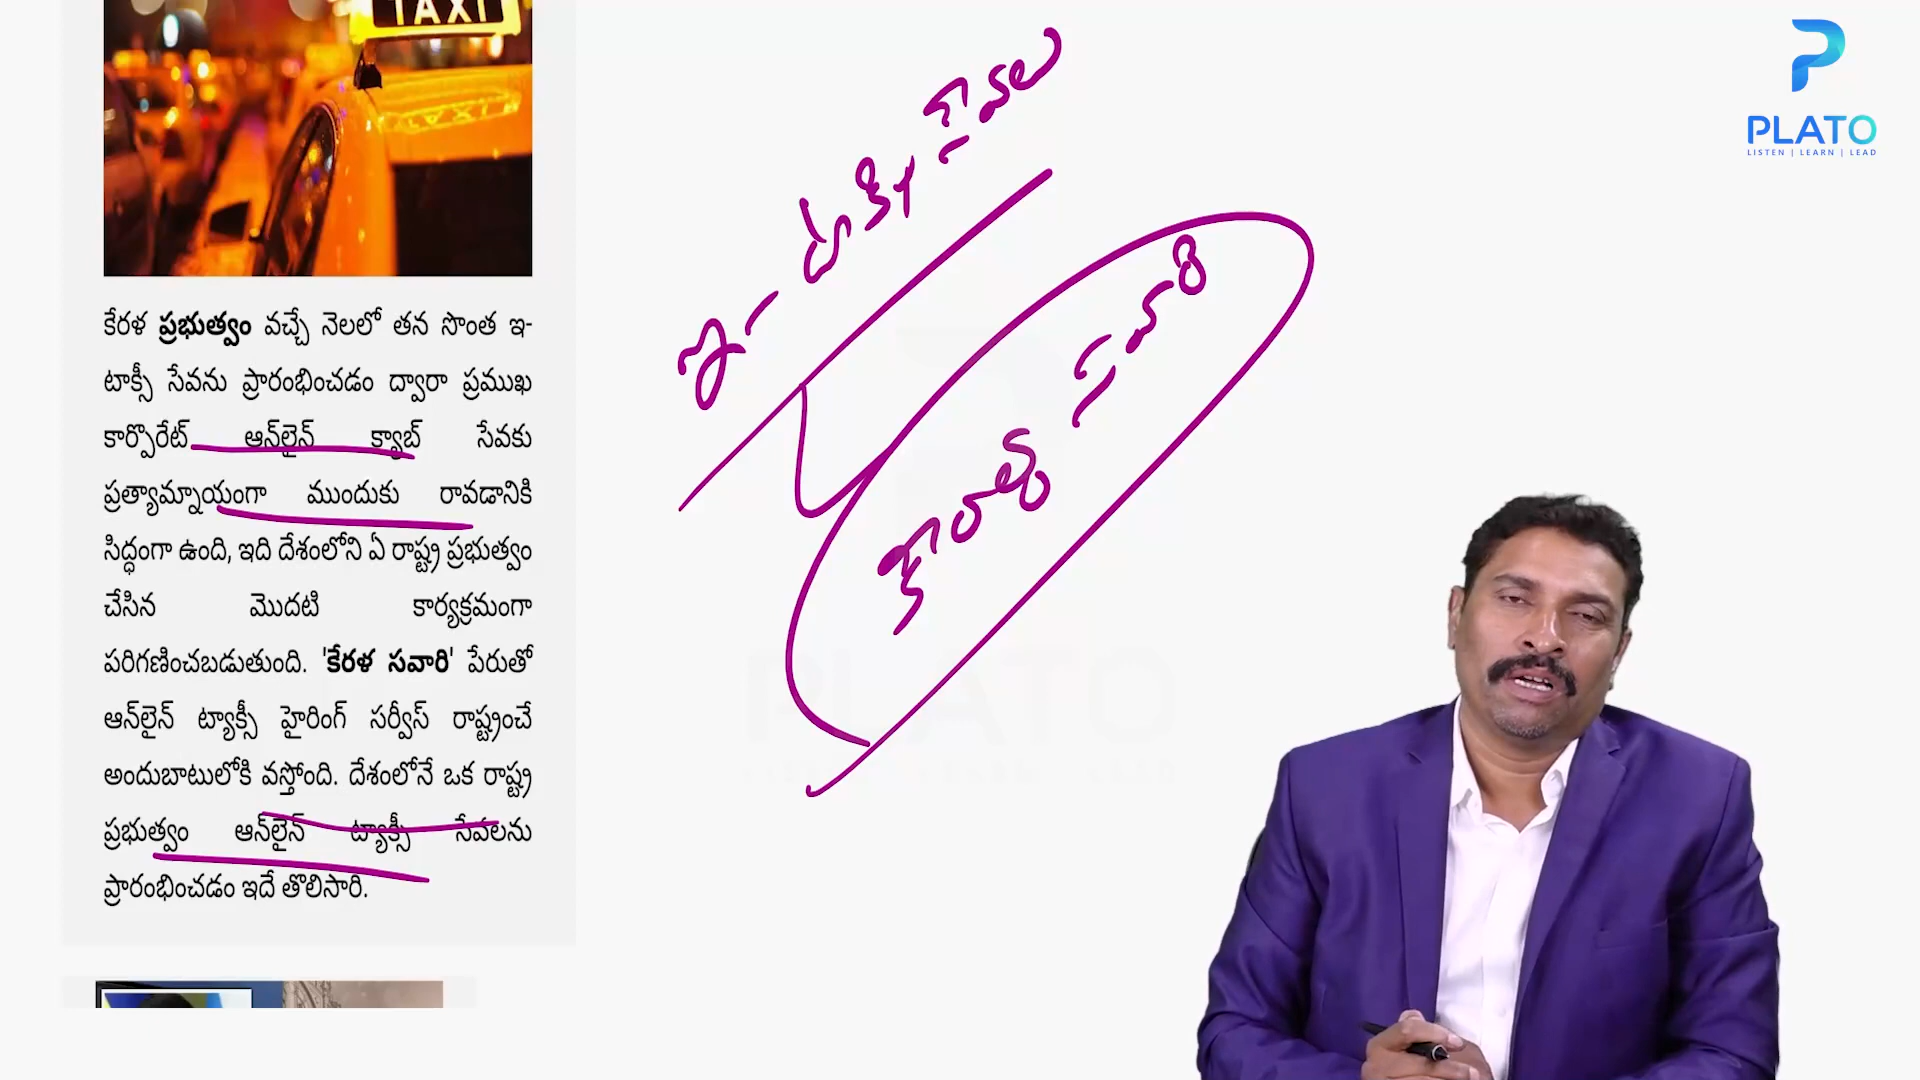 TAXI
కేరళ ప్రభుత్వం వచ్చే నెలలో తన సొంత ఇ-
టాక్సీ సేవను ప్రారంభించడం ద్వారా ప్రముఖ
కార్పొరేట్ ఆన్‌లైన్ క్యాబ్ సేవకు
ప్రత్యామ్నాయంగా ముందుకు రావడానికి
సిద్ధంగా ఉంది, ఇది దేశంలోని ఏ రాష్ట్ర ప్రభుత్వం
చేసిన మొదటి కార్యక్రమంగా
పరిగణించబడుతుంది. 'కేరళ సవారి' పేరుతో
ఆన్‌లైన్ ట్యాక్సీ హైరింగ్ సర్వీస్ రాష్ట్రంచే
అందుబాటులోకి వస్తోంది. దేశంలోనే ఒక రాష్ట్ర
ప్రభుత్వం ఆన్‌లైన్ ట్యాక్సీ సేవలను
ప్రారంభించడం ఇదే తొలిసారి.
ఇ- టాక్సీ సేవలు
కేరళ సవారి
PLATO
LISTEN | LEARN | LEAD
PLATO